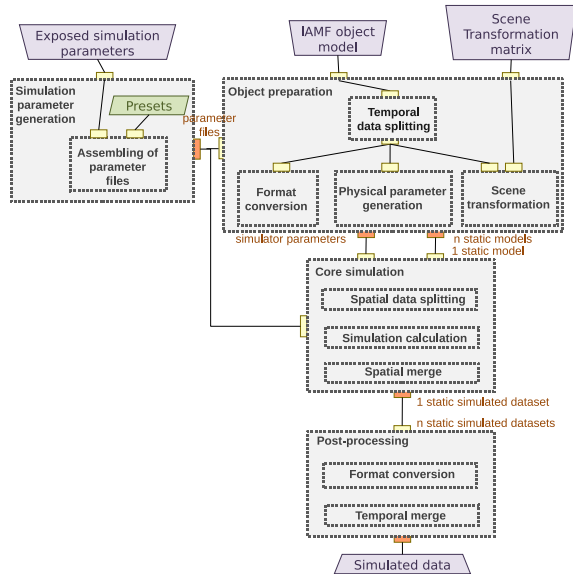 Exposed simulation
parameters
IAMF object
model
Scene
Transformation
matrix
Simulation
parameter
generation
Presets
Assembling of
parameter
files
parameter
files
Object preparation
Temporal
data splitting
Format
conversion
Physical parameter
generation
Scene
transformation
simulator parameters
n static models
1 static model
Core simulation
Spatial data splitting
Simulation calculation
Spatial merge
1 static simulated dataset
n static simulated datasets
Post-processing
Format conversion
Temporal merge
Simulated data